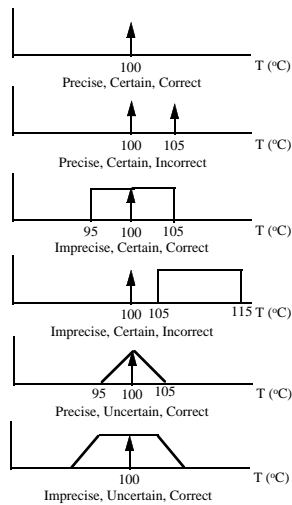 100 T (°C)
Precise, Certain, Correct
100 105 T (°C)
Precise, Certain, Incorrect
95 100 105 T (°C)
Imprecise, Certain, Correct
100 105 115 T (°C)
Imprecise, Certain, Incorrect
95 100 105 T (°C)
Precise, Uncertain, Correct
100 T (°C)
Imprecise, Uncertain, Correct